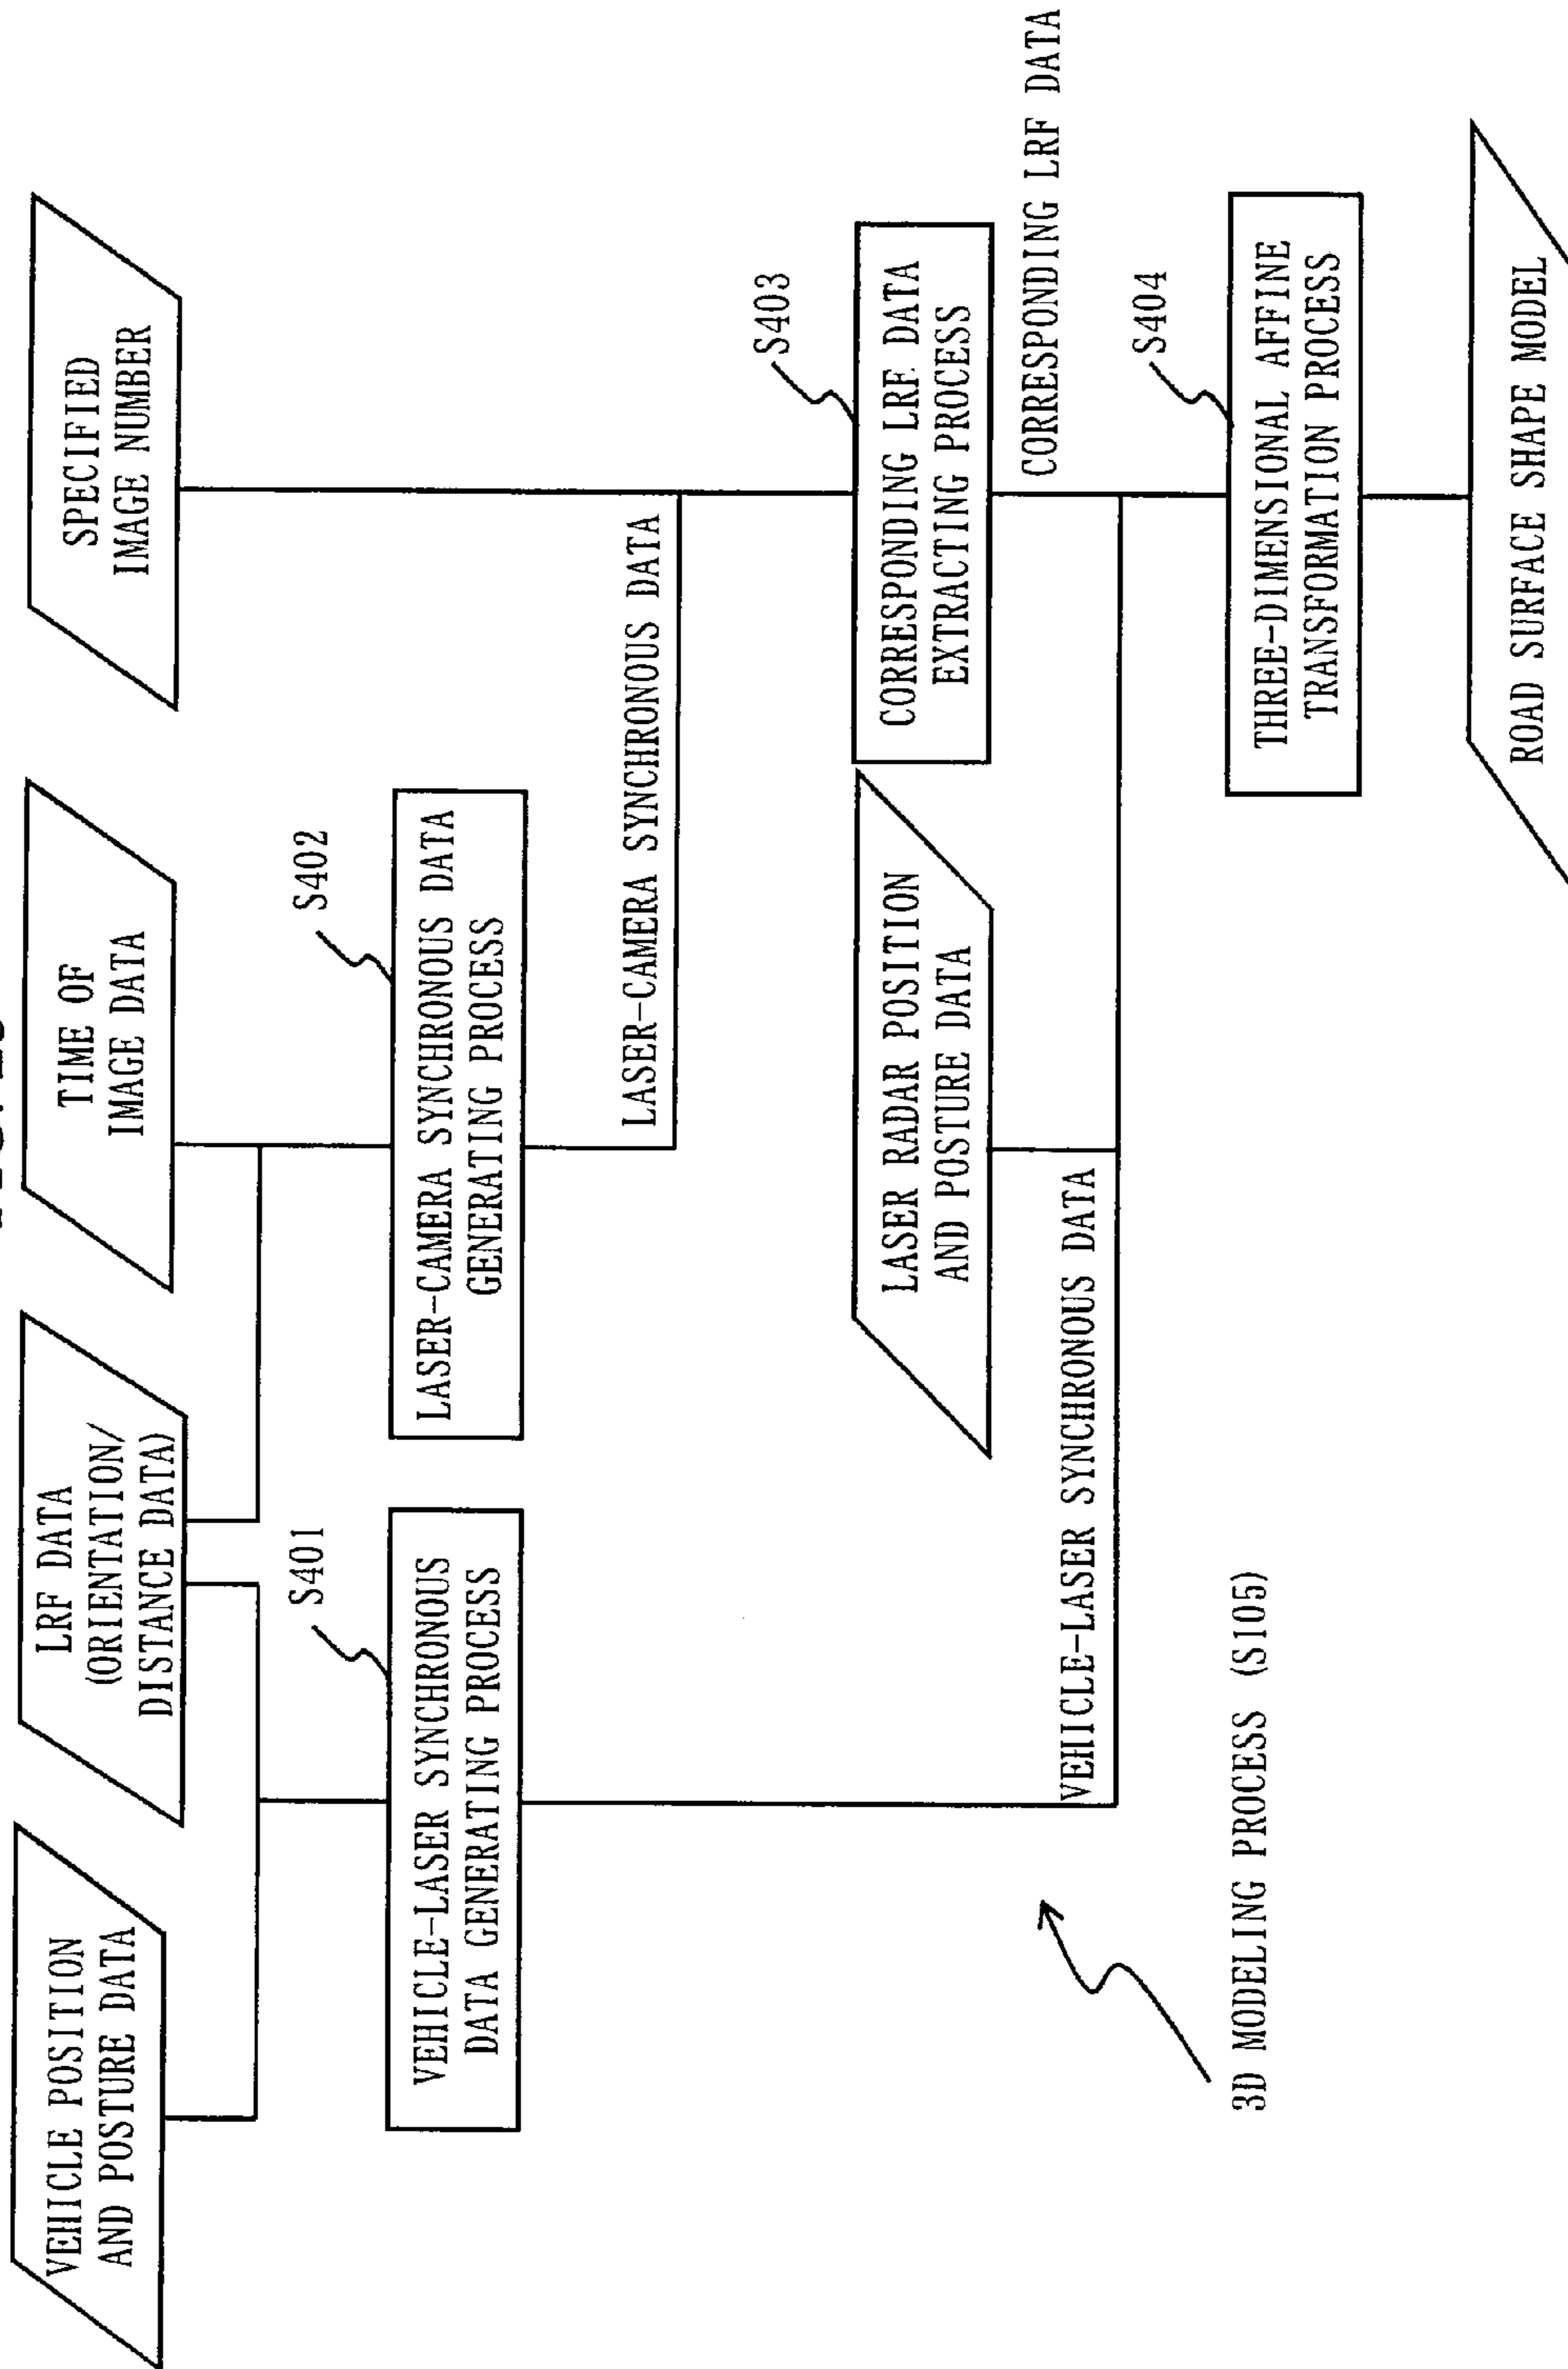 VEHICLE POSITION
AND POSTURE DATA
LRF DATA
(ORIENTATION/
DISTANCE DATA)
TIME OF
IMAGE DATA
SPECIFIED
IMAGE NUMBER
S401
VEHICLE-LASER SYNCHRONOUS
DATA GENERATING PROCESS
S402
LASER-CAMERA SYNCHRONOUS DATA
GENERATING PROCESS
LASER-CAMERA SYNCHRONOUS DATA
S403
CORRESPONDING LRF DATA
EXTRACTING PROCESS
LASER RADAR POSITION
AND POSTURE DATA
CORRESPONDING LRF DATA
VEHICLE-LASER SYNCHRONOUS DATA
S404
THREE-DIMENSIONAL AFFINE
TRANSFORMATION PROCESS
3D MODELING PROCESS (S105)
ROAD SURFACE SHAPE MODEL